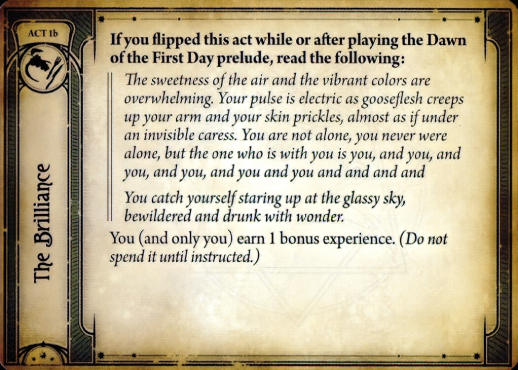 ACT 1b
The Brilliance
If you flipped this act while or after playing the Dawn
of the First Day prelude, read the following:
The sweetness of the air and the vibrant colors are
overwhelming. Your pulse is electric as gooseflesh creeps
up your arm and your skin prickles, almost as if under
an invisible caress. You are not alone, you never were
alone, but the one who is with you is you, and you, and
you, and you, and you and you and and and and
You catch yourself staring up at the glassy sky,
bewildered and drunk with wonder.
You (and only you) earn 1 bonus experience. (Do not
spend it until instructed.)